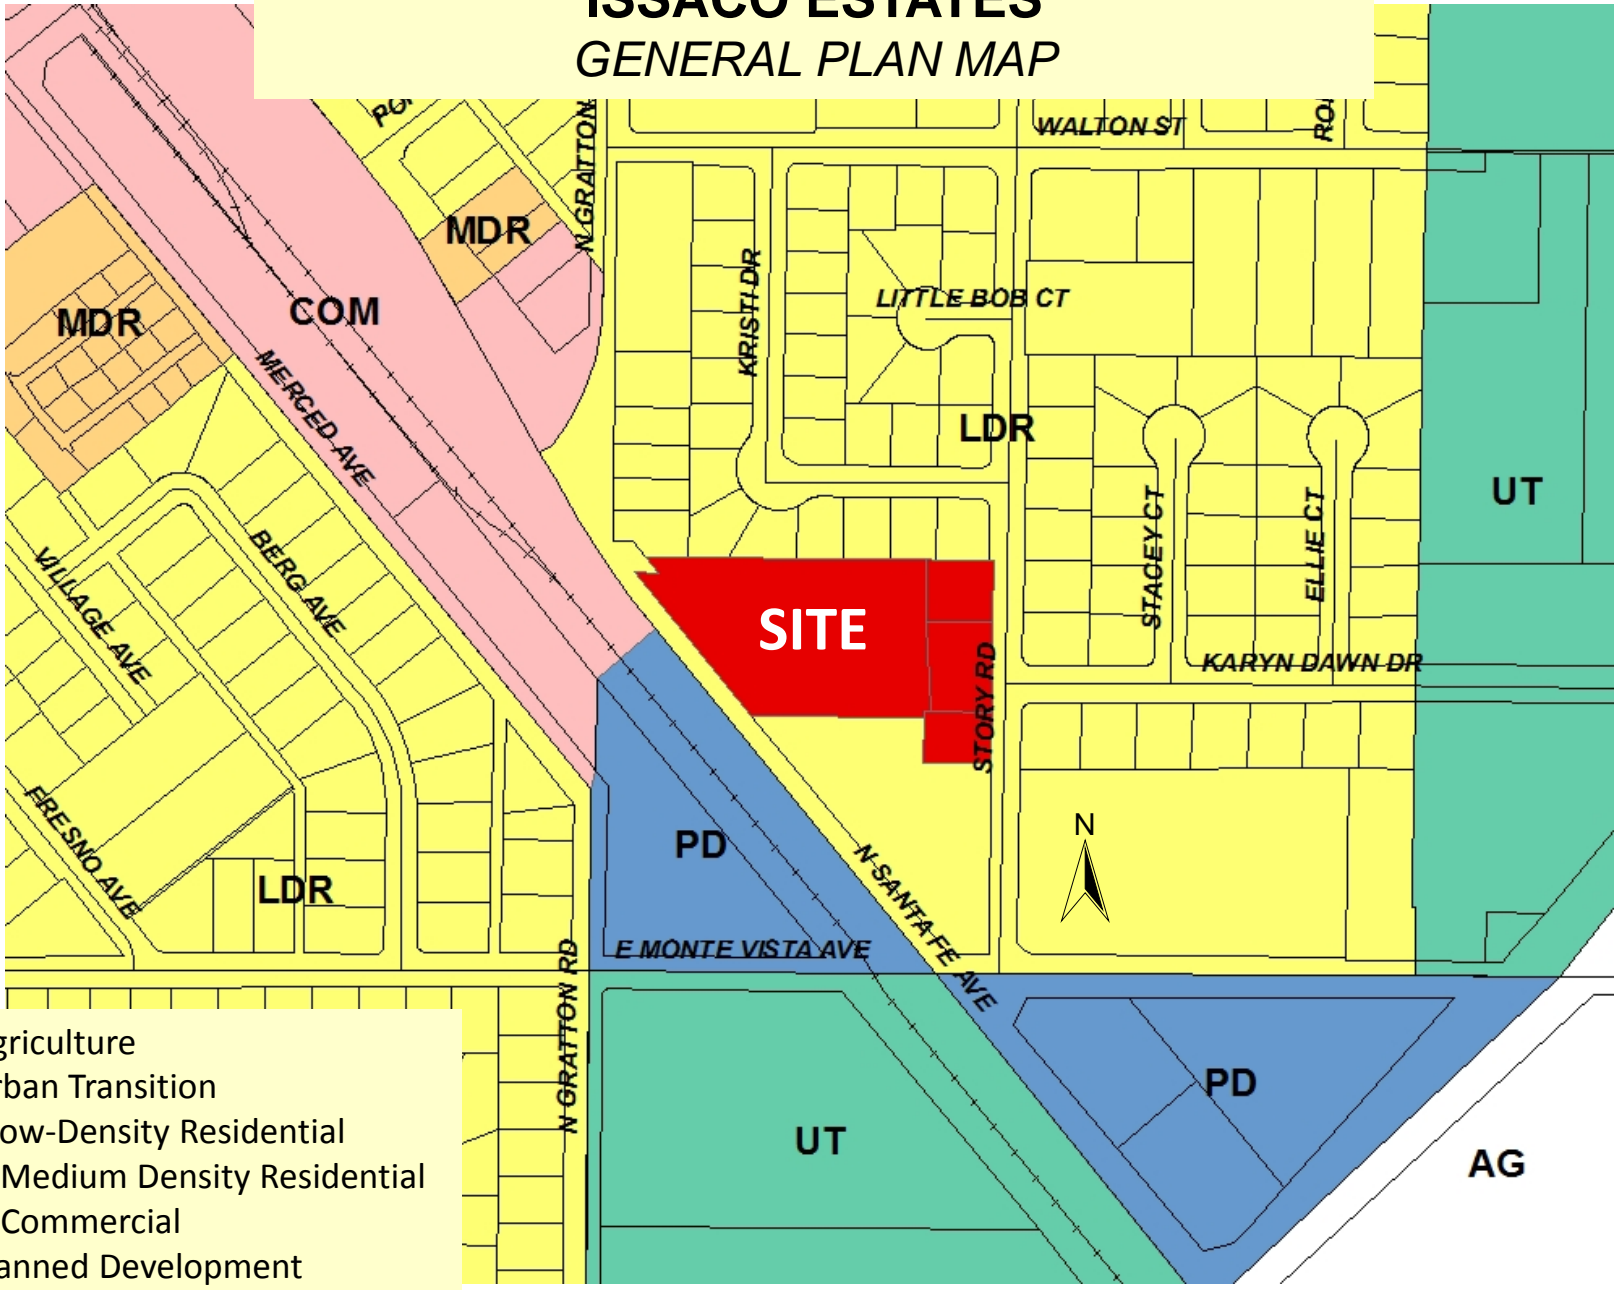 ISSACO ESTATES
GENERAL PLAN MAP
WALTON ST
N GRATTON
MDR
MDR
COM
KRISTI DR
LITTLE BOB CT
MERCED AVE
LDR
UT
STACEY CT
ELLIE CT
BERG AVE
VILLAGE AVE
SITE
STORY RD
KARYN DAWN DR
FRESNO AVE
N
PD
N SANTA FE AVE
LDR
E MONTE VISTA AVE
N GRATTON RD
PD
UT
AG
griculture
rban Transition
ow-Density Residential
Medium Density Residential
Commercial
anned Development